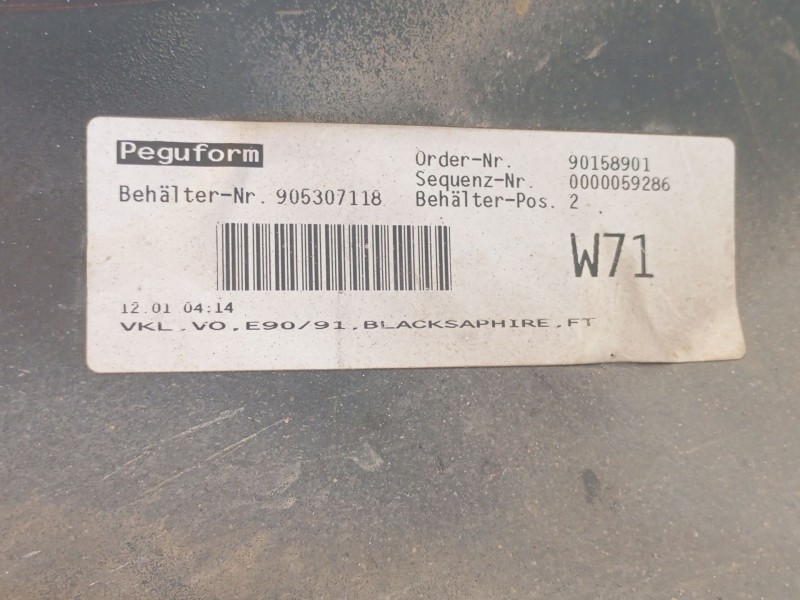 Peguform
Order-Nr. 90158901
Sequenz-Nr. 0000059286
Behälter-Nr. 905307118
Behälter-Pos. 2
W71
12.01 04:14
VKL.VO.E90/91.BLACKSAPHIRE.FT